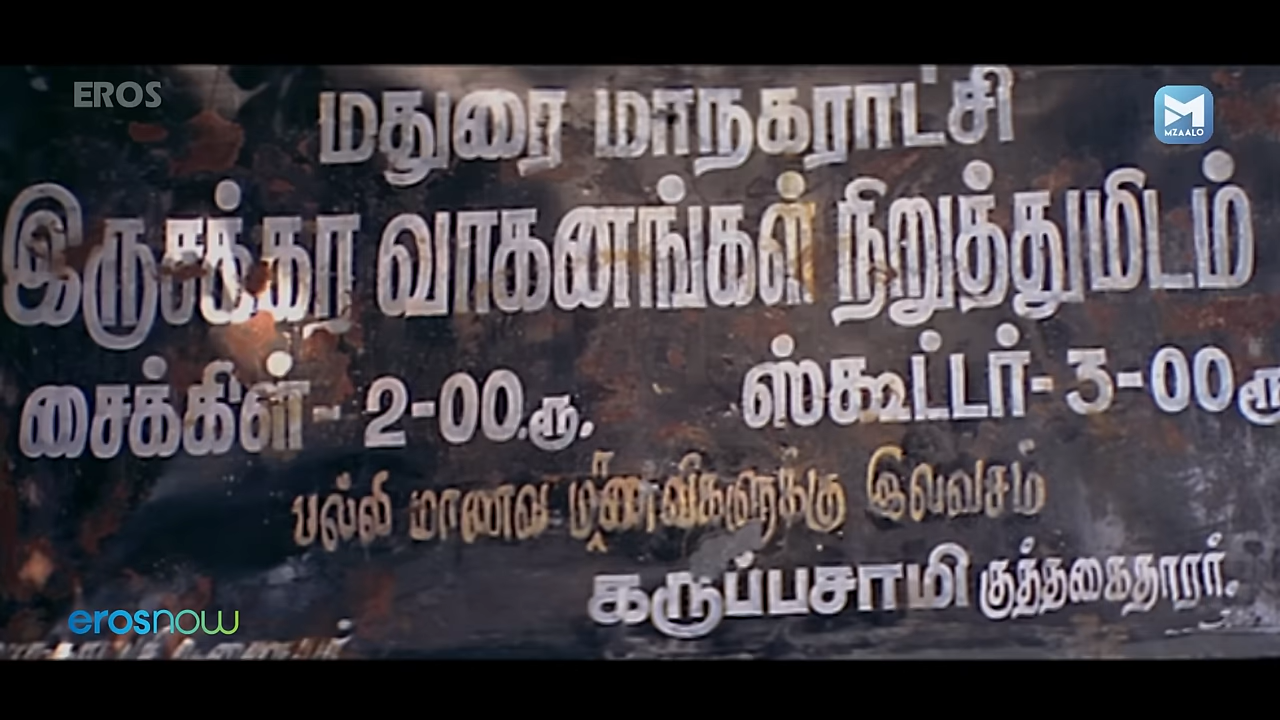 EROS
MZAALO
மதுரை மாநகராட்சி
இருசக்கர வாகனங்கள் நிறுத்துமிடம்
சைக்கிள் - 2-00.ரூ. ஸ்கூட்டர் - 3-00 ரூ
பல்லி மாணவ மாணவிகளுக்கு இலவசம்
கருப்பசாமி குத்தகைதாரர்.
erosnow